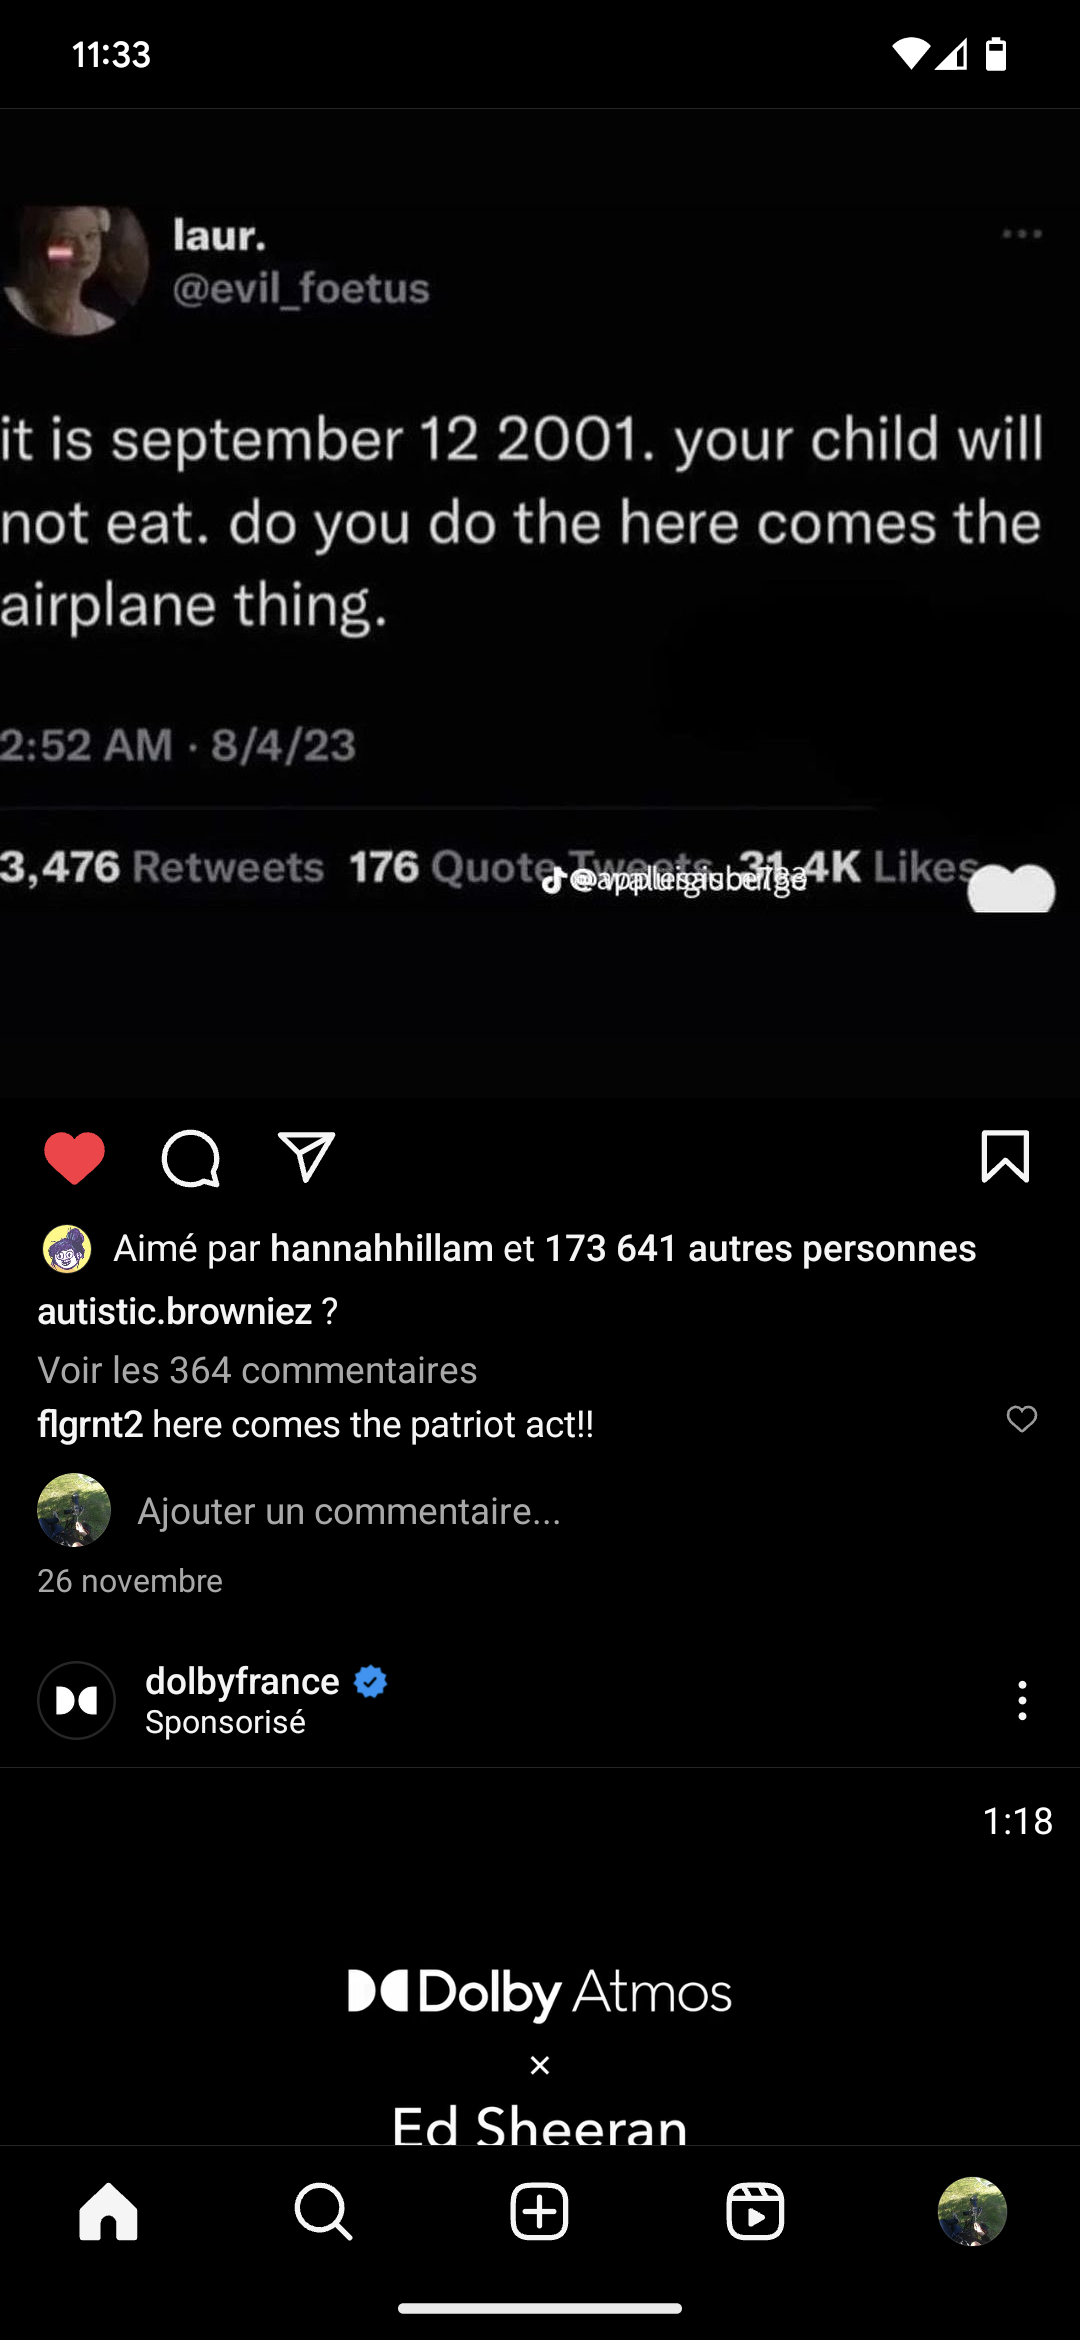 11:33
laur.
@evil_foetus
it is september 12 2001. your child will
not eat. do you do the here comes the
airplane thing.
2:52 AM · 8/4/23
3,476 Retweets 176 Quote Tweets 31.4K Likes
Aimé par hannahhillam et 173 641 autres personnes
autistic.browniez ?
Voir les 364 commentaires
flgrnt2 here comes the patriot act!!
Ajouter un commentaire...
26 novembre
dolbyfrance
Sponsorisé
1:18
Dolby Atmos
×
Ed Sheeran